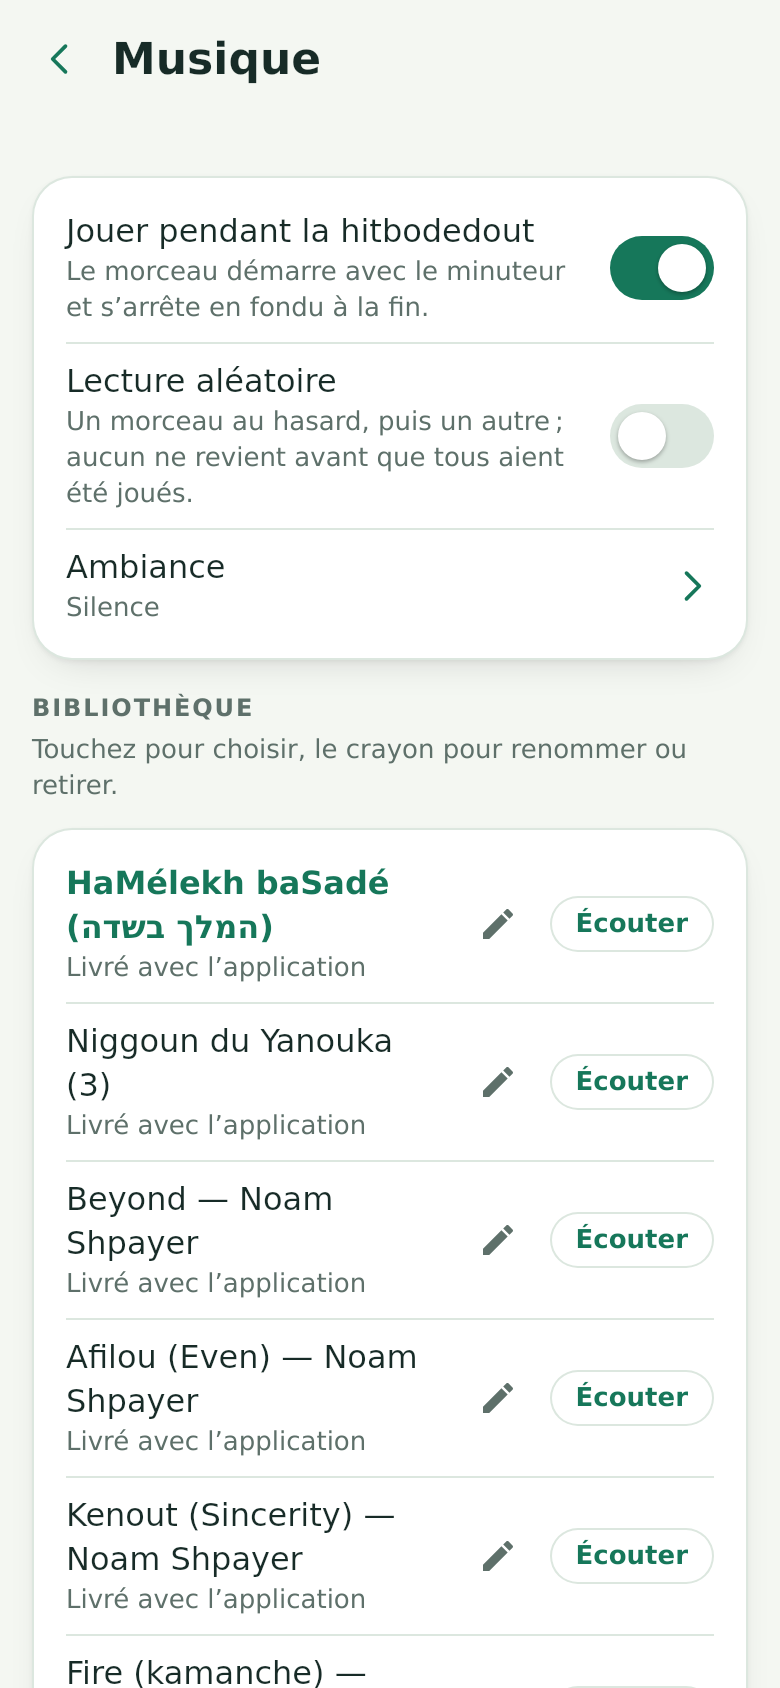 Musique
Jouer pendant la hitbodedout
Le morceau démarre avec le minuteur
et s’arrête en fondu à la fin.
Lecture aléatoire
Un morceau au hasard, puis un autre ;
aucun ne revient avant que tous aient
été joués.
Ambiance
Silence
BIBLIOTHÈQUE
Touchez pour choisir, le crayon pour renommer ou
retirer.
HaMélekh baSadé
(המלך בשדה)
Livré avec l’application
Écouter
Niggoun du Yanouka
(3)
Livré avec l’application
Écouter
Beyond — Noam
Shpayer
Livré avec l’application
Écouter
Afilou (Even) — Noam
Shpayer
Livré avec l’application
Écouter
Kenout (Sincerity) —
Noam Shpayer
Livré avec l’application
Écouter
Fire (kamanche) —